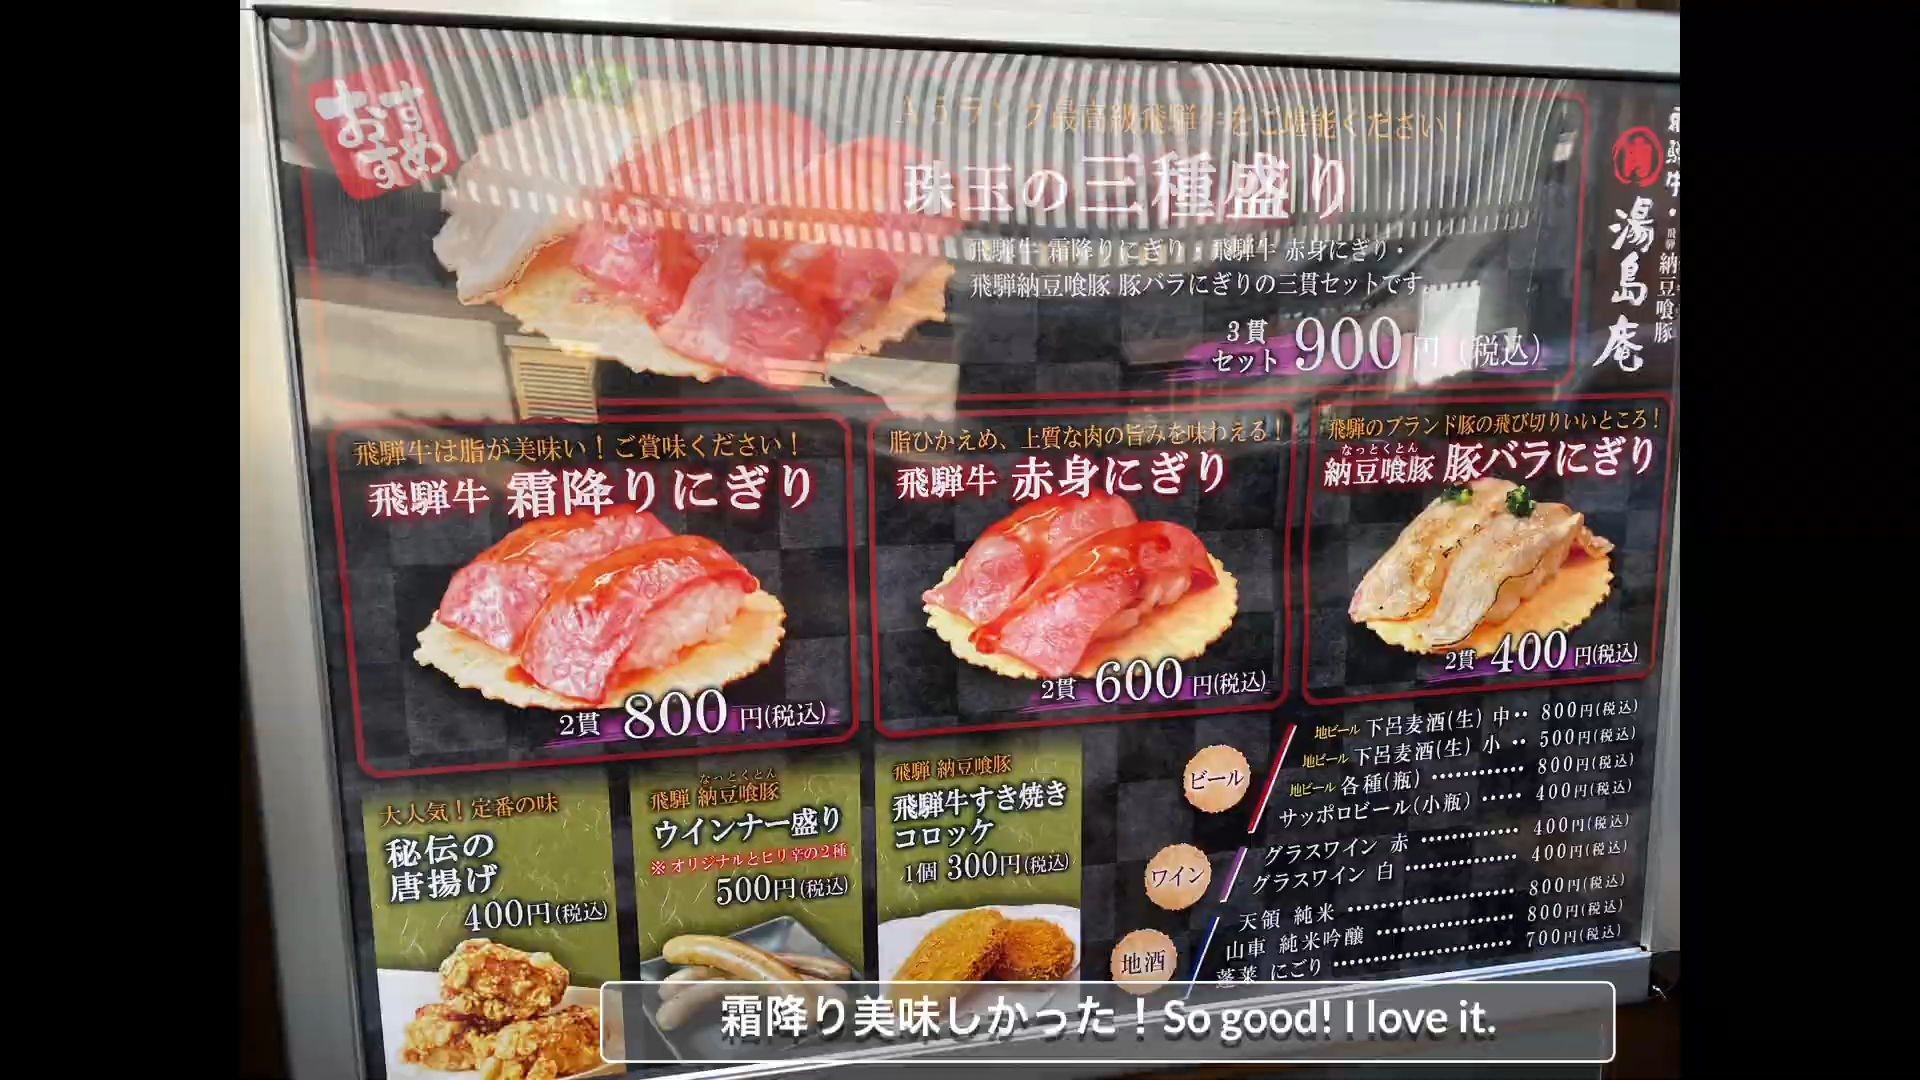 おすすめ
A5ランク最高級飛騨牛をご堪能ください！
珠玉の三種盛り
飛騨牛 霜降りにぎり・飛騨牛 赤身にぎり・
飛騨納豆喰豚 豚バラにぎりの三貫セットです。
3貫
セット 900円（税込）
肉
飛騨牛・飛騨納豆喰豚
湯島庵
飛騨牛は脂が美味い！ご賞味ください！
飛騨牛 霜降りにぎり
2貫 800円(税込)
脂ひかえめ、上質な肉の旨みを味わえる！
飛騨牛 赤身にぎり
2貫 600円(税込)
飛騨のブランド豚の飛び切りいいところ！
なっとくとん
納豆喰豚 豚バラにぎり
2貫 400円(税込)
大人気！定番の味
秘伝の
唐揚げ
400円(税込)
なっとくとん
飛騨 納豆喰豚
ウインナー盛り
※オリジナルとピリ辛の2種
500円(税込)
飛騨 納豆喰豚
飛騨牛すき焼き
コロッケ
1個 300円(税込)
ビール
地ビール 下呂麦酒(生) 中‥ 800円(税込)
地ビール 下呂麦酒(生) 小 ‥ 500円(税込)
地ビール 各種(瓶) ………… 800円(税込)
サッポロビール(小瓶) ‥‥‥ 400円(税込)
ワイン
グラスワイン 赤 ………… 400円(税込)
グラスワイン 白 ………… 400円(税込)
地酒
天領 純米 ……………… 800円(税込)
山車 純米吟醸 ………… 800円(税込)
蓬莱 にごり ……………… 700円(税込)
霜降り美味しかった！So good! I love it.